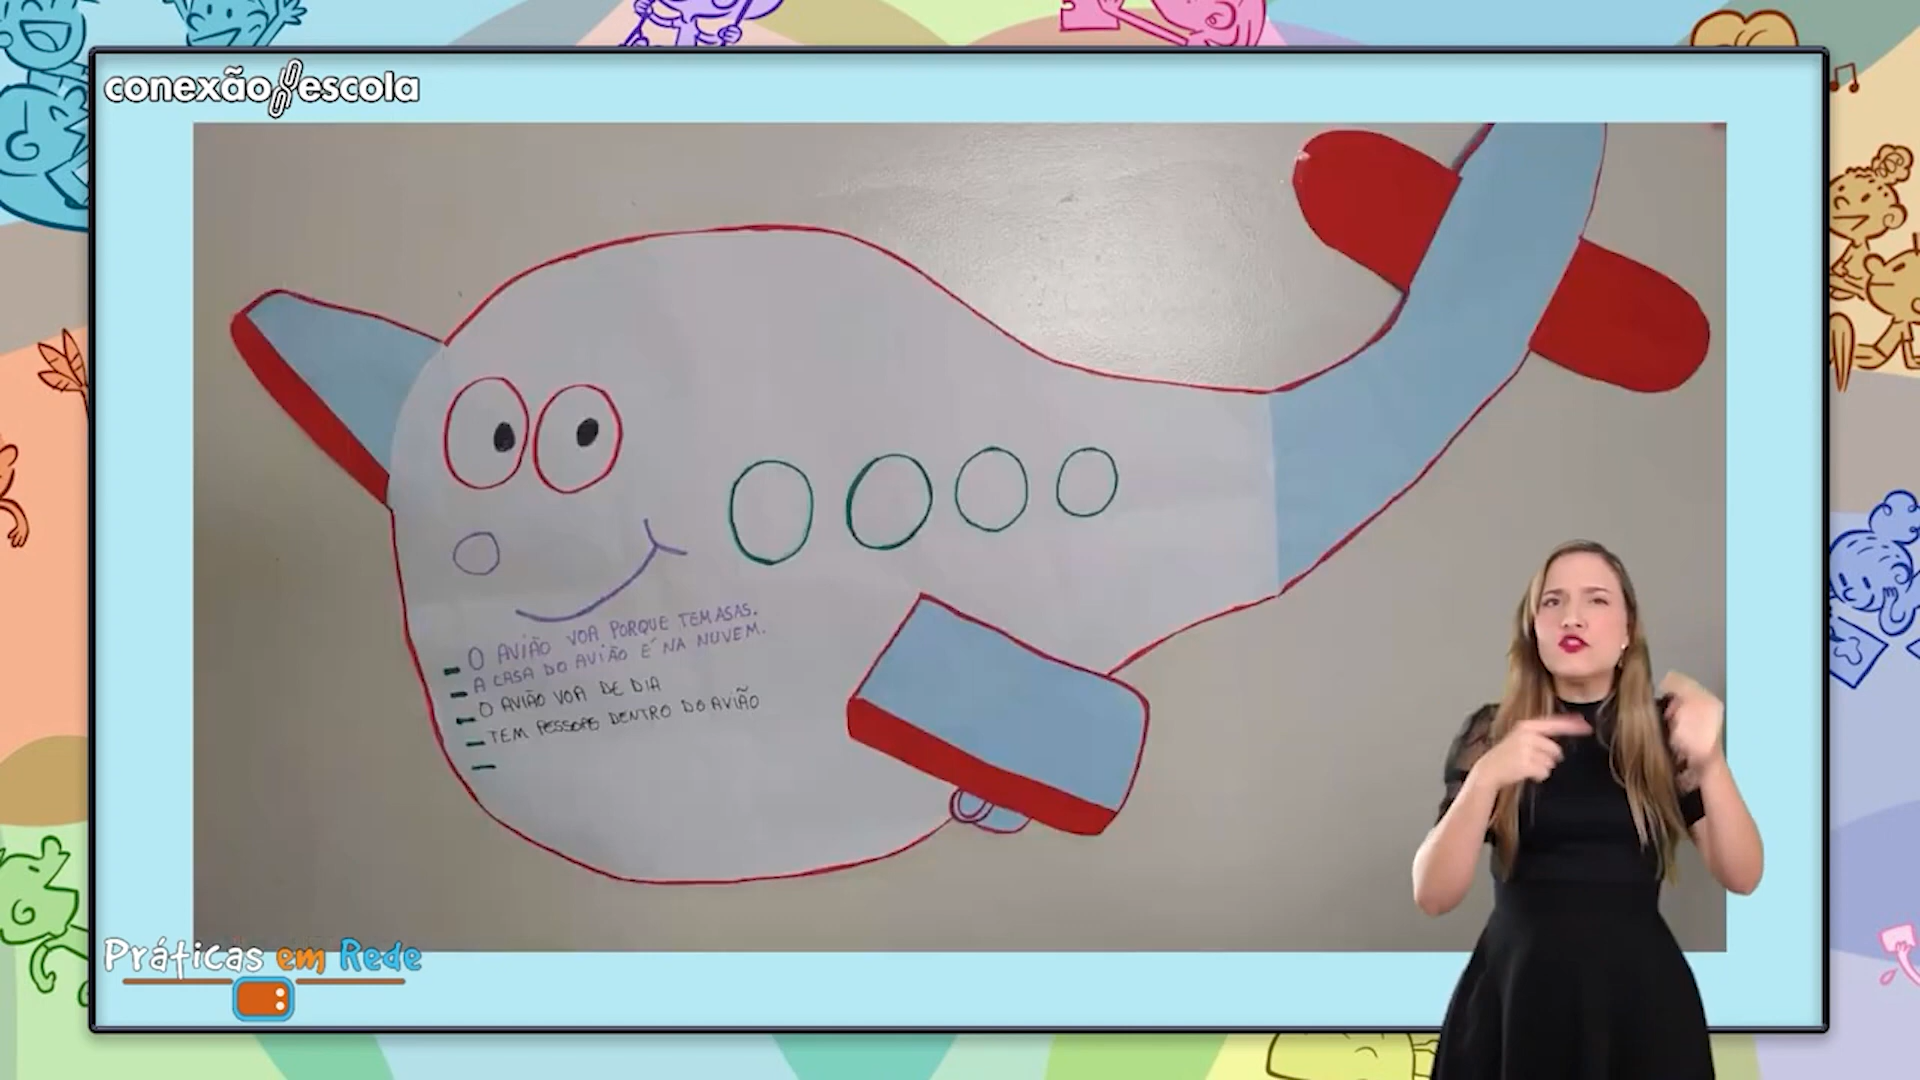 conexão escola
O AVIÃO VOA PORQUE TEM ASAS.
A CASA DO AVIÃO É NA NUVEM.
O AVIÃO VOA DE DIA
TEM PESSOAS DENTRO DO AVIÃO
Práticas em Rede